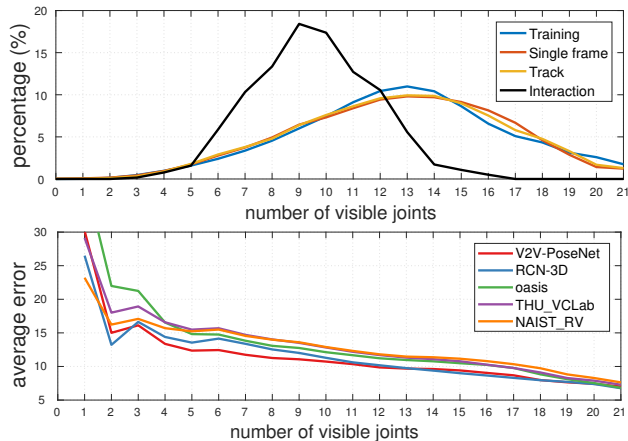 percentage (%)
20
15
10
5
0
Training
Single frame
Track
Interaction
0 1 2 3 4 5 6 7 8 9 10 11 12 13 14 15 16 17 18 19 20 21
number of visible joints
average error
30
25
20
15
10
5
V2V-PoseNet
RCN-3D
oasis
THU_VCLab
NAIST_RV
0 1 2 3 4 5 6 7 8 9 10 11 12 13 14 15 16 17 18 19 20 21
number of visible joints